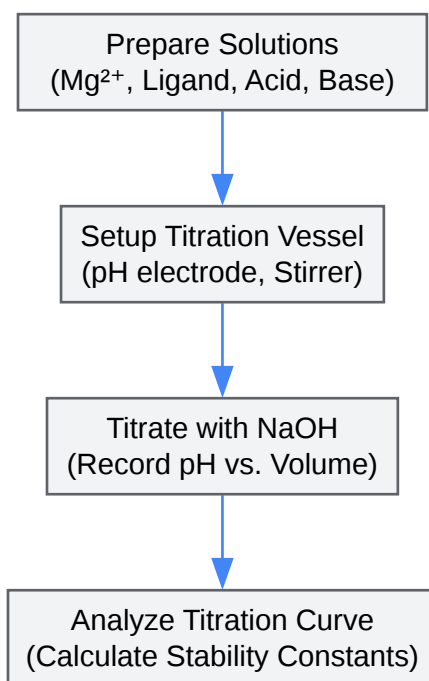 Prepare Solutions
(Mg²⁺, Ligand, Acid, Base)
Setup Titration Vessel
(pH electrode, Stirrer)
Titrate with NaOH
(Record pH vs. Volume)
Analyze Titration Curve
(Calculate Stability Constants)